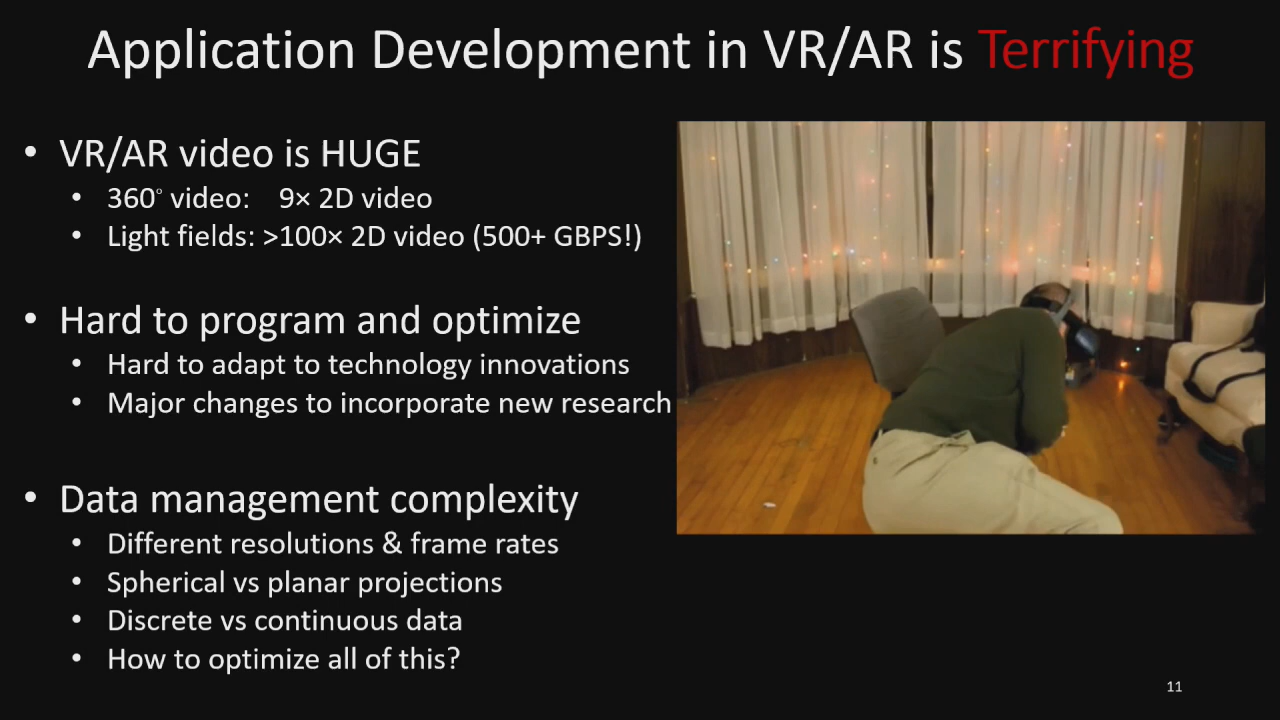 Application Development in VR/AR is Terrifying
• VR/AR video is HUGE
• 360° video: 9× 2D video
• Light fields: >100× 2D video (500+ GBPS!)
• Hard to program and optimize
• Hard to adapt to technology innovations
• Major changes to incorporate new research
• Data management complexity
• Different resolutions & frame rates
• Spherical vs planar projections
• Discrete vs continuous data
• How to optimize all of this?
11